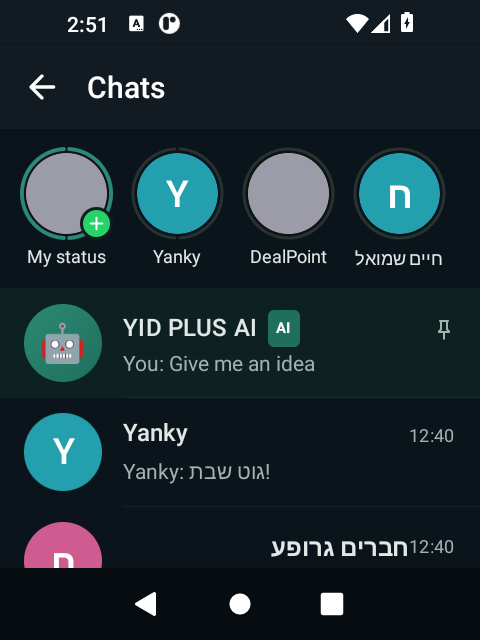 2:51
Chats
My status
Y
Yanky
DealPoint
ח
חיים שמואל
YID PLUS AI AI
You: Give me an idea
Y
Yanky 12:40
Yanky: גוט שבת!
ח
חברים גרופע 12:40